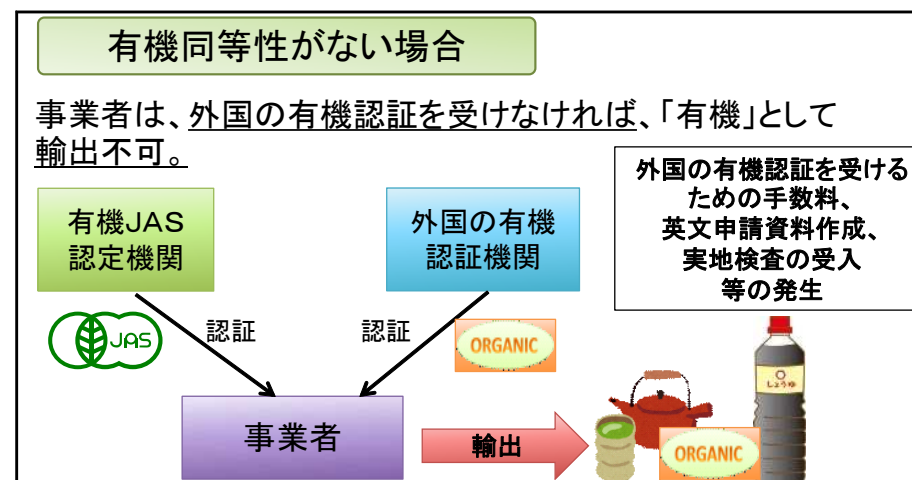 有機同等性がない場合
事業者は、外国の有機認証を受けなければ、「有機」として
輸出不可。
外国の有機認証を受ける
ための手数料、
英文申請資料作成、
実地検査の受入
等の発生
有機JAS
認定機関
外国の有機
認証機関
認証
認証
JAS
ORGANIC
しょうゆ
事業者
輸出
ORGANIC